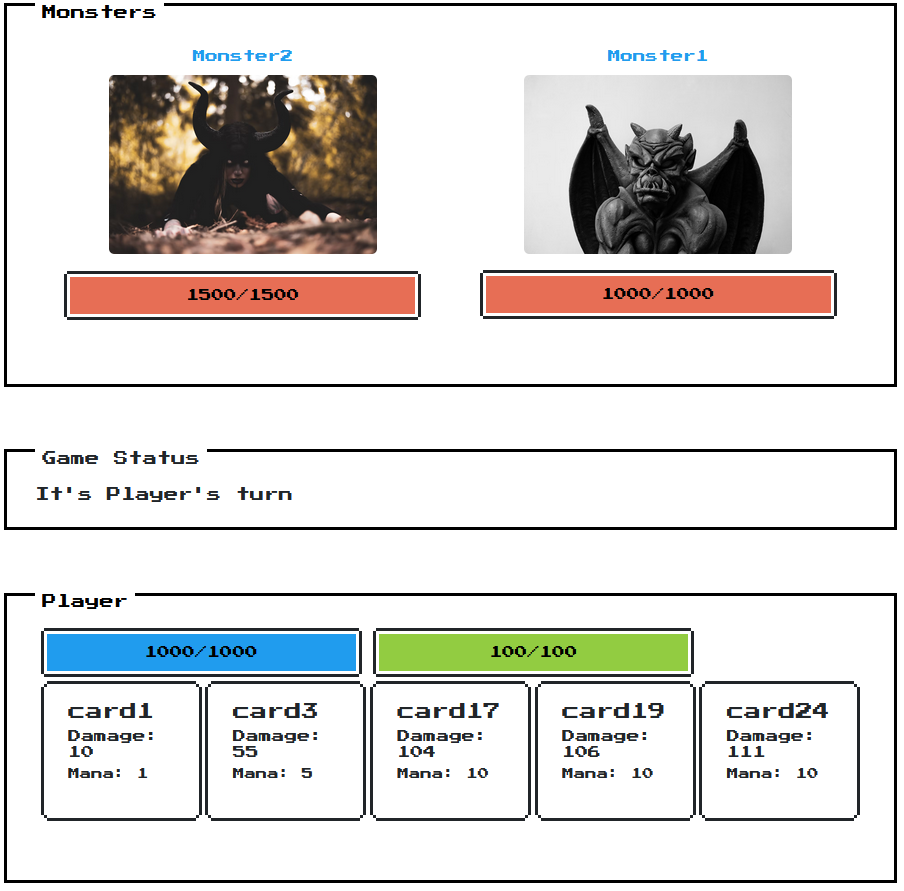 Monsters
Monster2
Monster1
1500/1500
1000/1000
Game Status
It's Player's turn
Player
1000/1000
100/100
card1
Damage:
10
Mana: 1
card3
Damage:
55
Mana: 5
card17
Damage:
104
Mana: 10
card19
Damage:
106
Mana: 10
card24
Damage:
111
Mana: 10